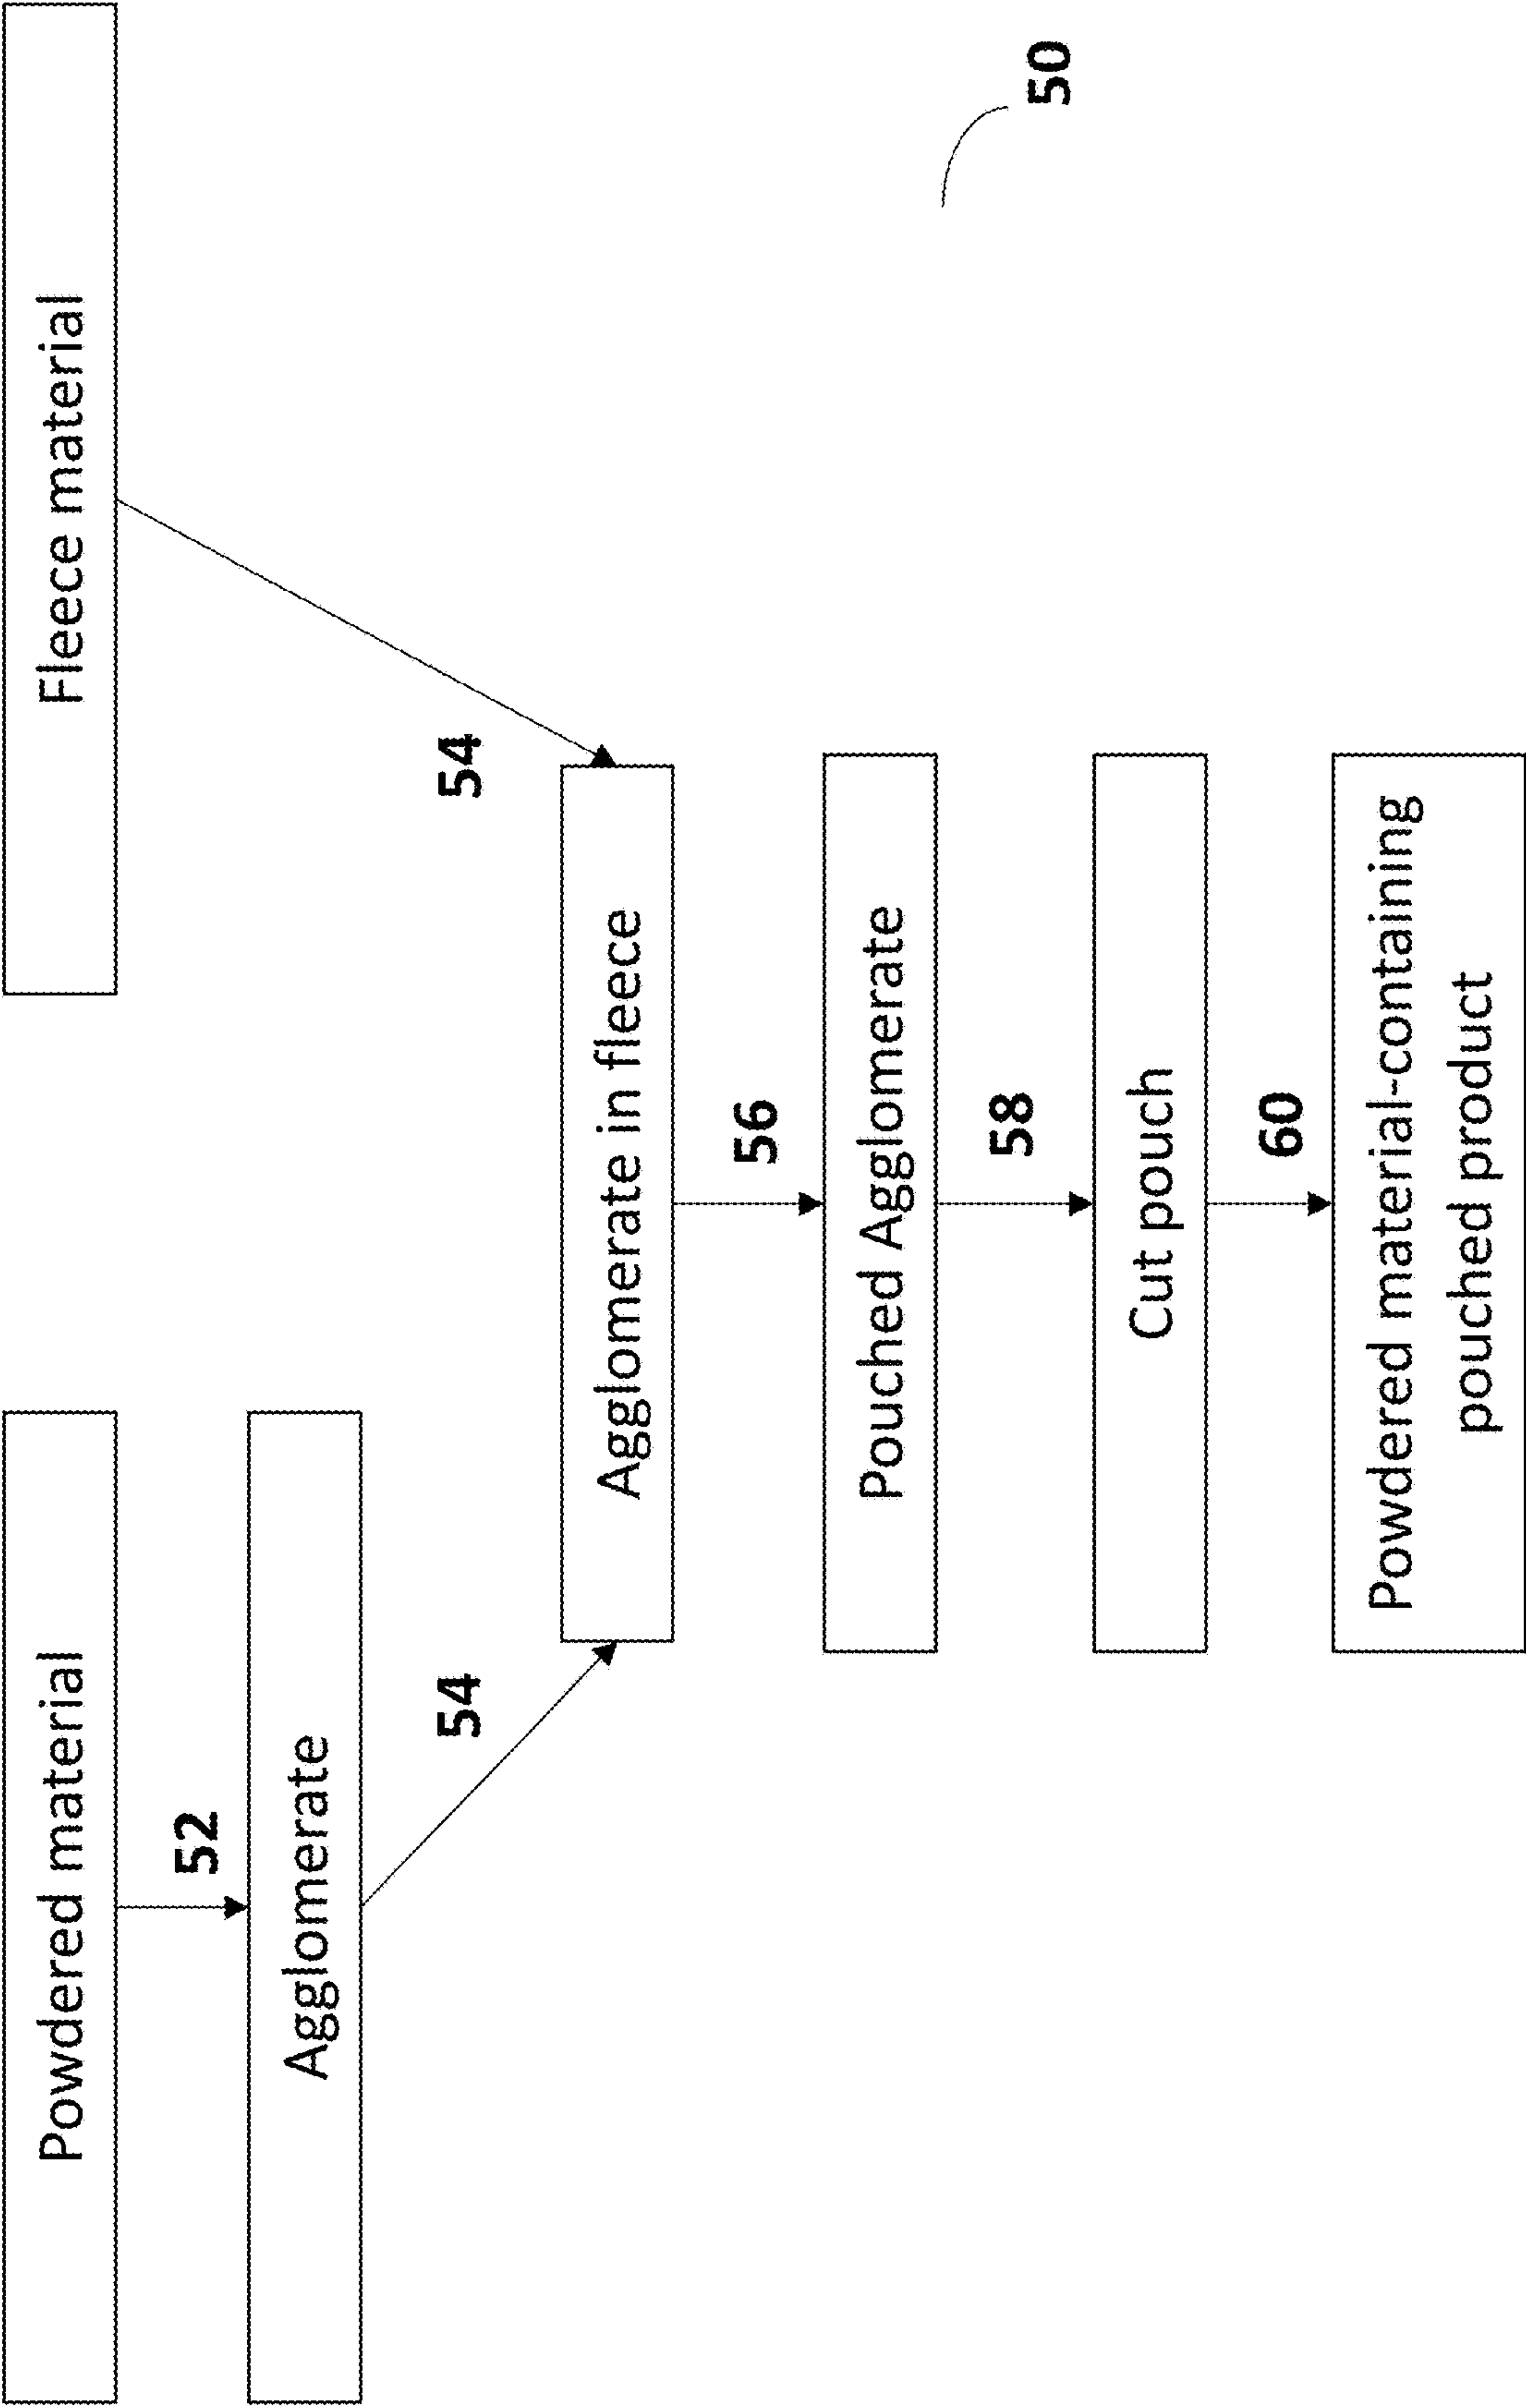 Powdered material
Fleece material
52
Agglomerate
54
54
Agglomerate in fleece
56
Pouched Agglomerate
58
Cut pouch
60
Powdered material-containing
pouched product
50